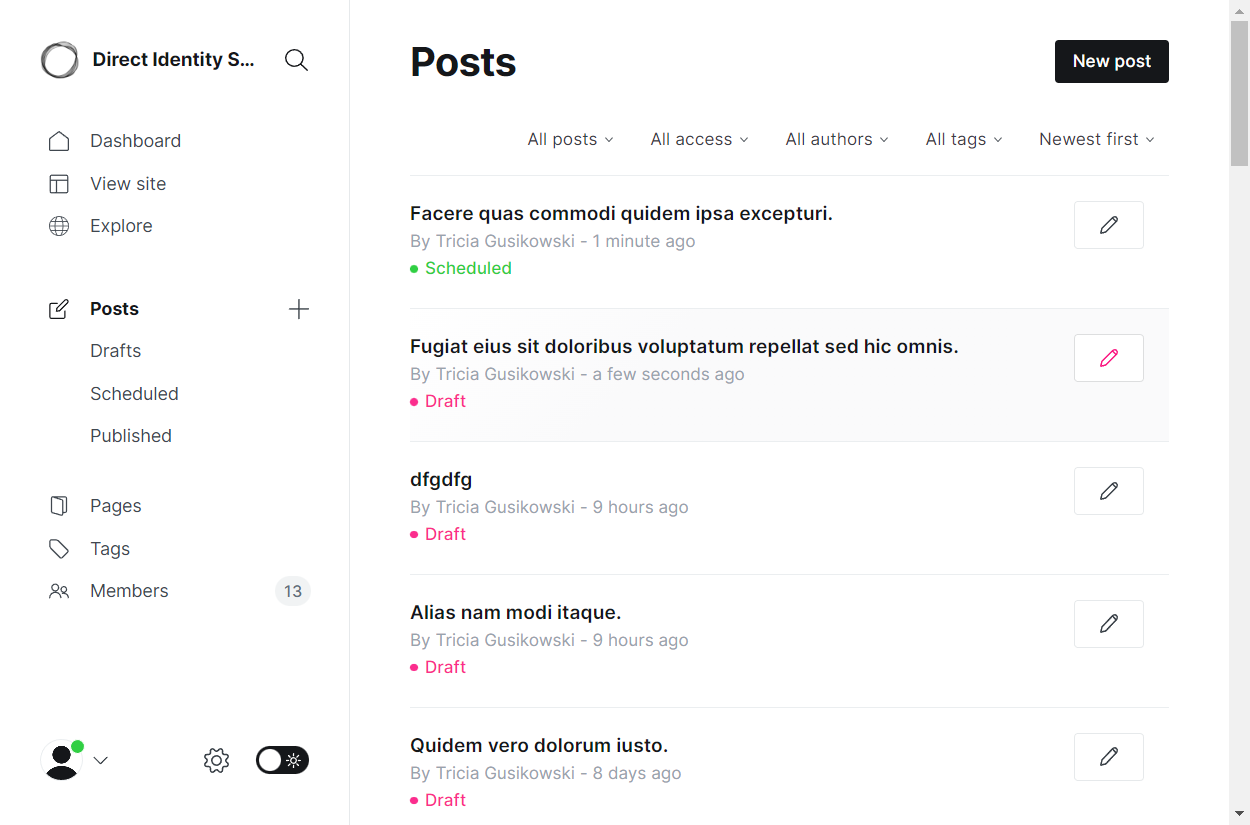 Direct Identity S...
Dashboard
View site
Explore
Posts
Drafts
Scheduled
Published
Pages
Tags
Members 13
Posts
New post
All posts All access All authors All tags Newest first
Facere quas commodi quidem ipsa excepturi.
By Tricia Gusikowski - 1 minute ago
Scheduled
Fugiat eius sit doloribus voluptatum repellat sed hic omnis.
By Tricia Gusikowski - a few seconds ago
Draft
dfgdfg
By Tricia Gusikowski - 9 hours ago
Draft
Alias nam modi itaque.
By Tricia Gusikowski - 9 hours ago
Draft
Quidem vero dolorum iusto.
By Tricia Gusikowski - 8 days ago
Draft